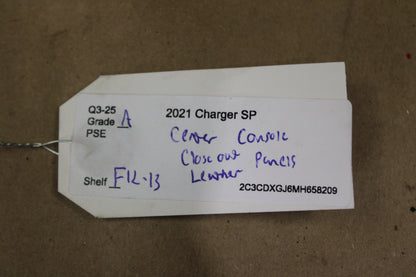 Q3-25
Grade A
PSE
2021 Charger SP
Center Console
Close out Panels
Leather
Shelf F12-13
2C3CDXGJ6MH658209